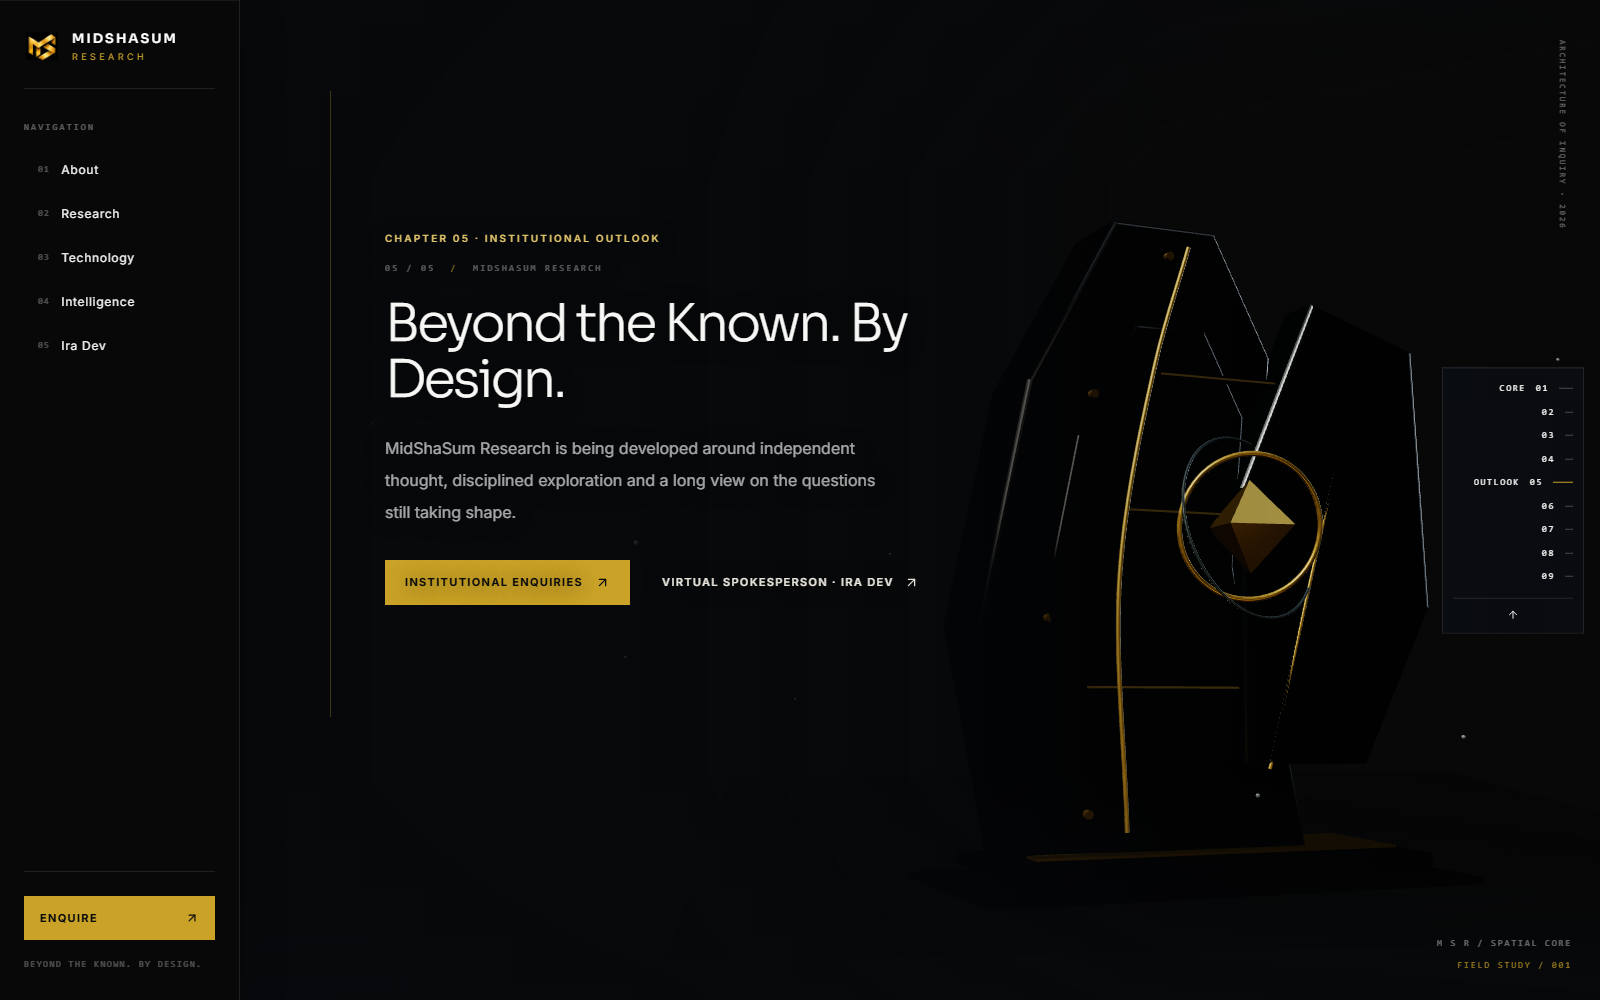 MIDSHASUM
RESEARCH
NAVIGATION
01 About
02 Research
03 Technology
04 Intelligence
05 Ira Dev
ENQUIRE
BEYOND THE KNOWN. BY DESIGN.
CHAPTER 05 · INSTITUTIONAL OUTLOOK
05 / 05 / MIDSHASUM RESEARCH
Beyond the Known. By
Design.
MidShaSum Research is being developed around independent
thought, disciplined exploration and a long view on the questions
still taking shape.
INSTITUTIONAL ENQUIRIES
VIRTUAL SPOKESPERSON · IRA DEV
ARCHITECTURE OF INQUIRY · 2026
CORE 01
02
03
04
OUTLOOK 05
06
07
08
09
M S R / SPATIAL CORE
FIELD STUDY / 001